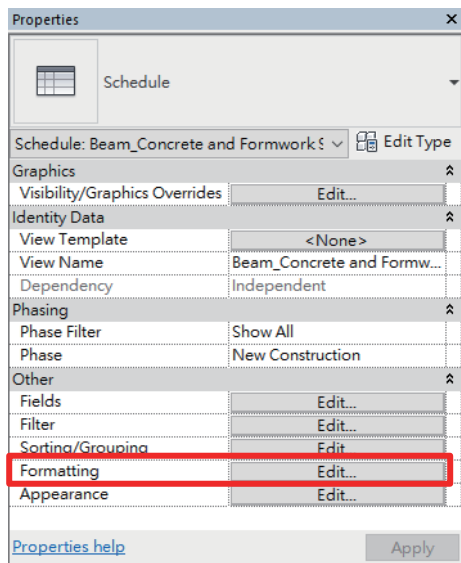 Properties
Schedule
Schedule: Beam_Concrete and Formwork S Edit Type
Graphics
Visibility/Graphics Overrides Edit...
Identity Data
View Template <None>
View Name Beam_Concrete and Formw...
Dependency Independent
Phasing
Phase Filter Show All
Phase New Construction
Other
Fields Edit...
Filter Edit...
Sorting/Grouping Edit...
Formatting Edit...
Appearance Edit...
Properties help Apply